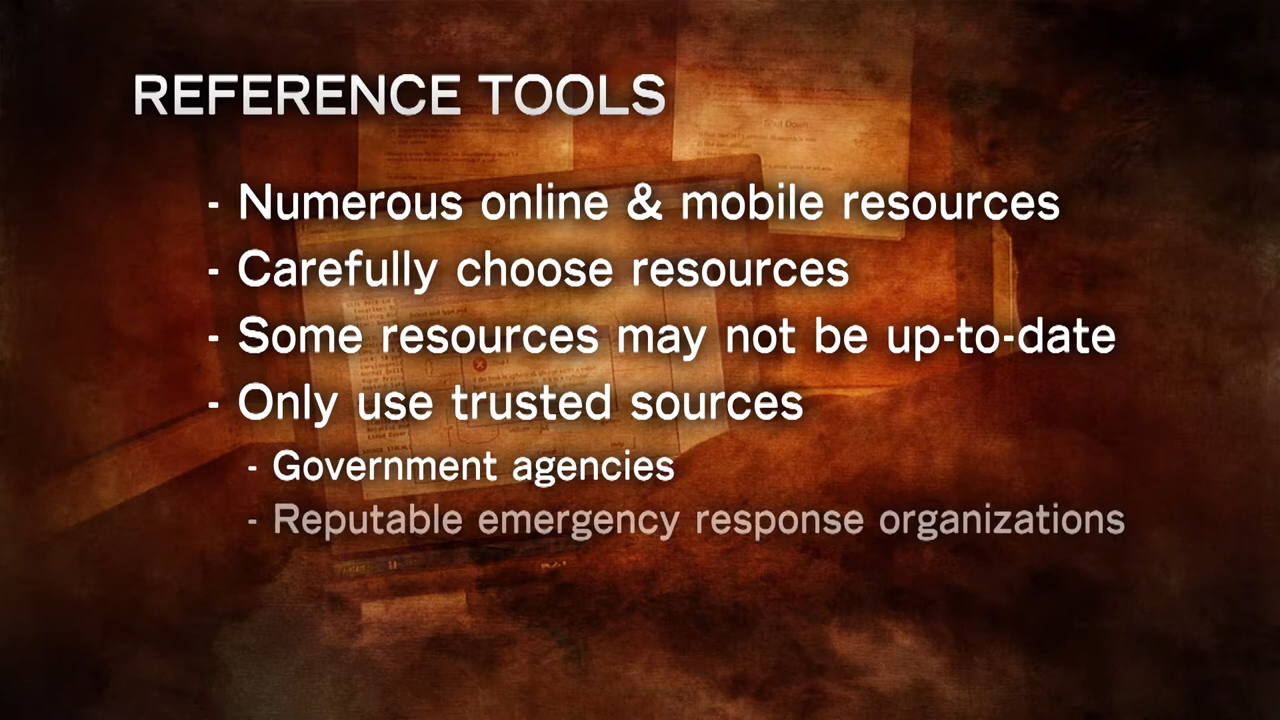 REFERENCE TOOLS
- Numerous online & mobile resources
- Carefully choose resources
- Some resources may not be up-to-date
- Only use trusted sources
- Government agencies
- Reputable emergency response organizations